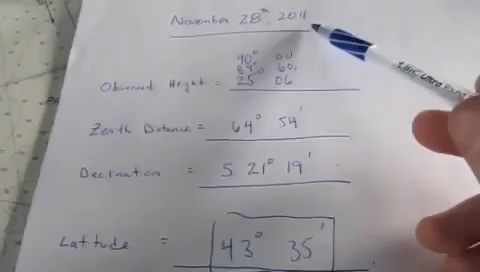 November 28th, 2011
90° 00'
89° 60'
Observed Height = 25° 06
Zenth Distance = 64° 54'
Declination = S 21° 19'
Latitude = 43° 35'